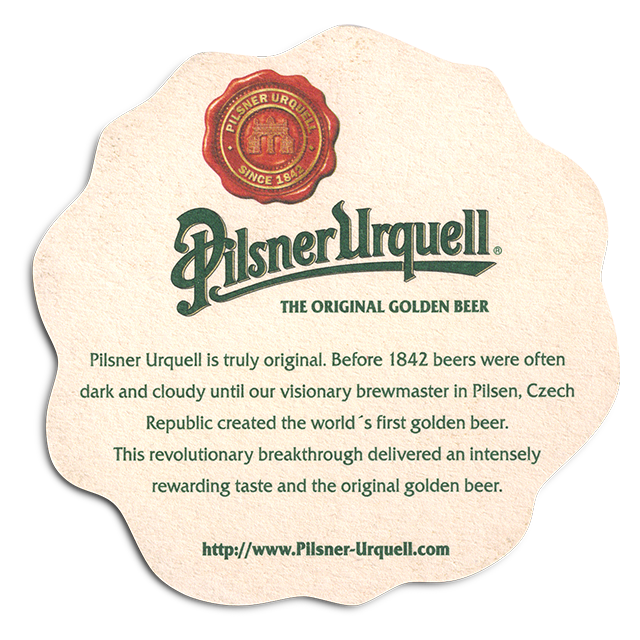 PILSNER URQUELL
SINCE 1842
Pilsner Urquell®
THE ORIGINAL GOLDEN BEER
Pilsner Urquell is truly original. Before 1842 beers were often
dark and cloudy until our visionary brewmaster in Pilsen, Czech
Republic created the world´s first golden beer.
This revolutionary breakthrough delivered an intensely
rewarding taste and the original golden beer.
http://www.Pilsner-Urquell.com